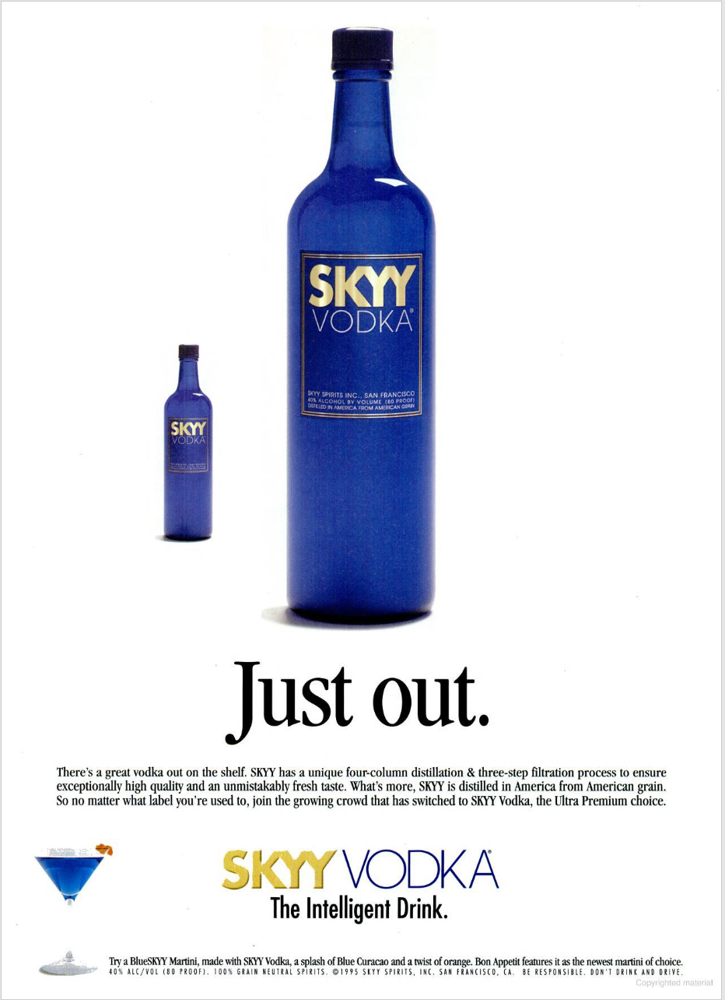 SKYY
VODKA®
SKYY SPIRITS INC., SAN FRANCISCO
40% ALCOHOL BY VOLUME (80 PROOF)
DISTILLED IN AMERICA FROM AMERICAN GRAIN
SKYY
VODKA
Just out.
There's a great vodka out on the shelf. SKYY has a unique four-column distillation & three-step filtration process to ensure
exceptionally high quality and an unmistakably fresh taste. What's more, SKYY is distilled in America from American grain.
So no matter what label you're used to, join the growing crowd that has switched to SKYY Vodka, the Ultra Premium choice.
SKYY VODKA®
The Intelligent Drink.
Try a BlueSKYY Martini, made with SKYY Vodka, a splash of Blue Curacao and a twist of orange. Bon Appetit features it as the newest martini of choice.
40% ALC/VOL (80 PROOF). 100% GRAIN NEUTRAL SPIRITS. ©1995 SKYY SPIRITS, INC. SAN FRANCISCO, CA. BE RESPONSIBLE. DON'T DRINK AND DRIVE.
Copyrighted material